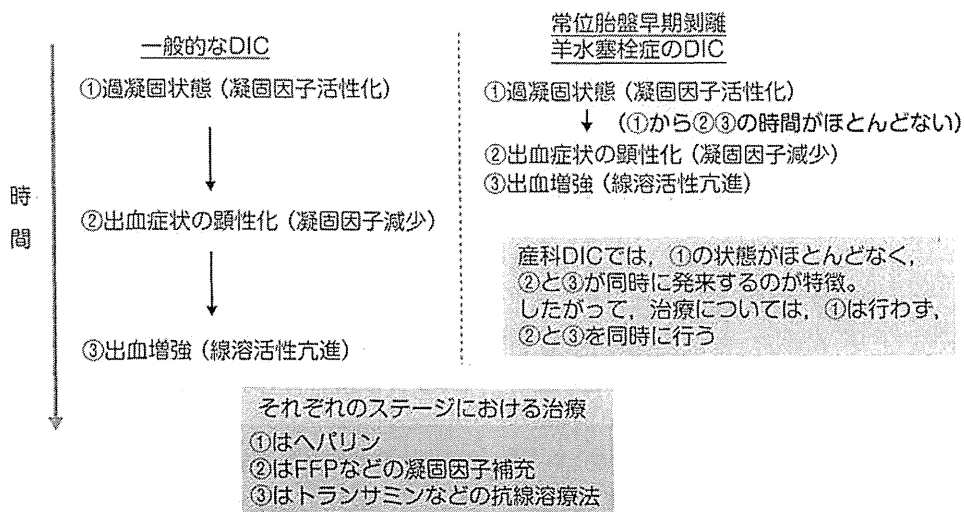 一般的なDIC
①過凝固状態(凝固因子活性化)
②出血症状の顕性化(凝固因子減少)
③出血増強(線溶活性亢進)
時
間
常位胎盤早期剥離
羊水塞栓症のDIC
①過凝固状態(凝固因子活性化)
(①から②③の時間がほとんどない)
②出血症状の顕性化(凝固因子減少)
③出血増強(線溶活性亢進)
産科DICでは,①の状態がほとんどなく,
②と③が同時に発来するのが特徴。
したがって,治療については,①は行わず,
②と③を同時に行う
それぞれのステージにおける治療
①はヘパリン
②はFFPなどの凝固因子補充
③はトランサミンなどの抗線溶療法